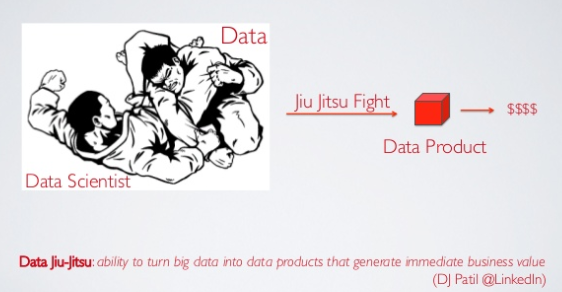 Data
Jiu Jitsu Fight
$$$$
Data Product
Data Scientist
Data Jiu-Jitsu: ability to turn big data into data products that generate immediate business value
(DJ Patil @LinkedIn)